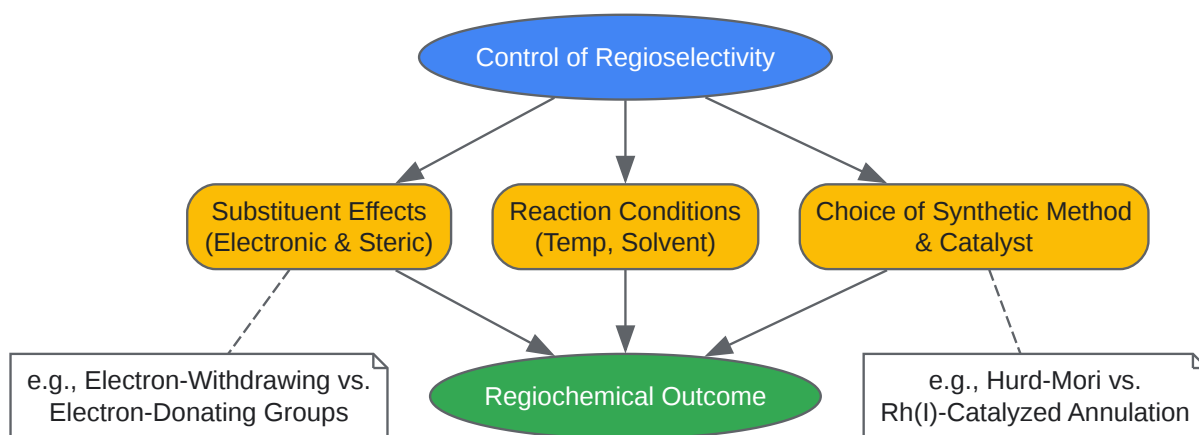 Control of Regioselectivity
Substituent Effects
(Electronic & Steric)
Reaction Conditions
(Temp, Solvent)
Choice of Synthetic Method
& Catalyst
e.g., Electron-Withdrawing vs.
Electron-Donating Groups
Regiochemical Outcome
e.g., Hurd-Mori vs.
Rh(I)-Catalyzed Annulation